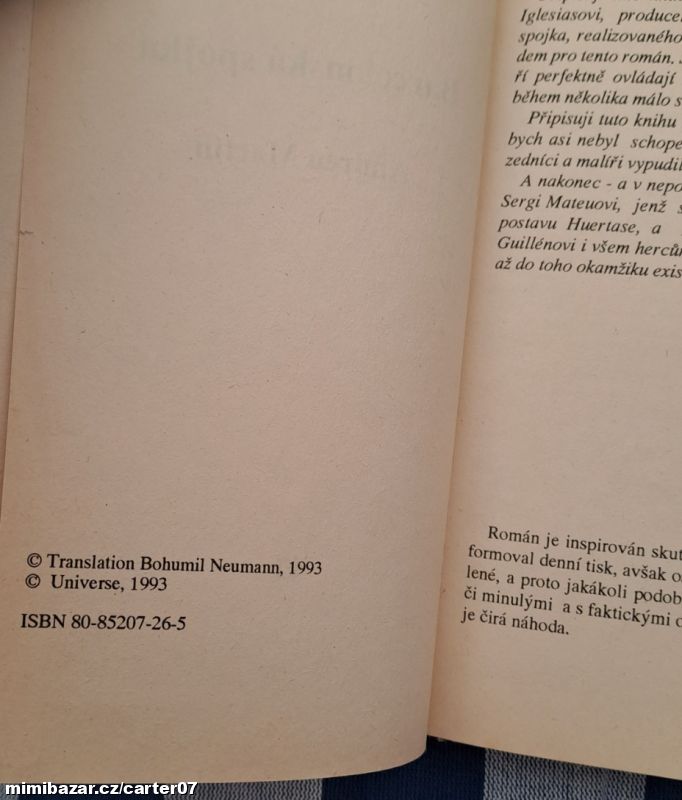 © Translation Bohumil Neumann, 1993
© Universe, 1993
ISBN 80-85207-26-5
Iglesiasovi, produce
spojka, realizovaného
dem pro tento román.
ří perfektně ovládají
během několika málo s
Připisuji tuto knihu
bych asi nebyl schope
zedníci a malíři vypudil
A nakonec - a v nepo
Sergi Mateuovi, jenž s
postavu Huertase, a
Guillénovi i všem herců
až do toho okamžiku exis
Román je inspirován skut
formoval denní tisk, avšak o
lené, a proto jakákoli podob
či minulými a s faktickými o
je čirá náhoda.
mimibazar.cz/carter07